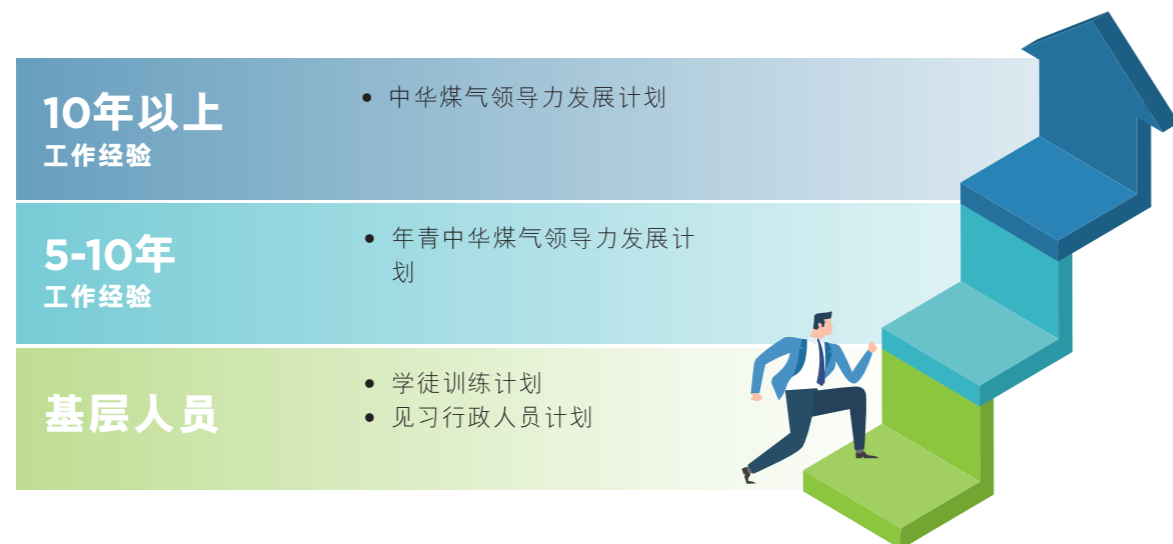 10年以上
工作经验
• 中华煤气领导力发展计划
5-10年
工作经验
• 年青中华煤气领导力发展计
划
基层人员
• 学徒训练计划
• 见习行政人员计划